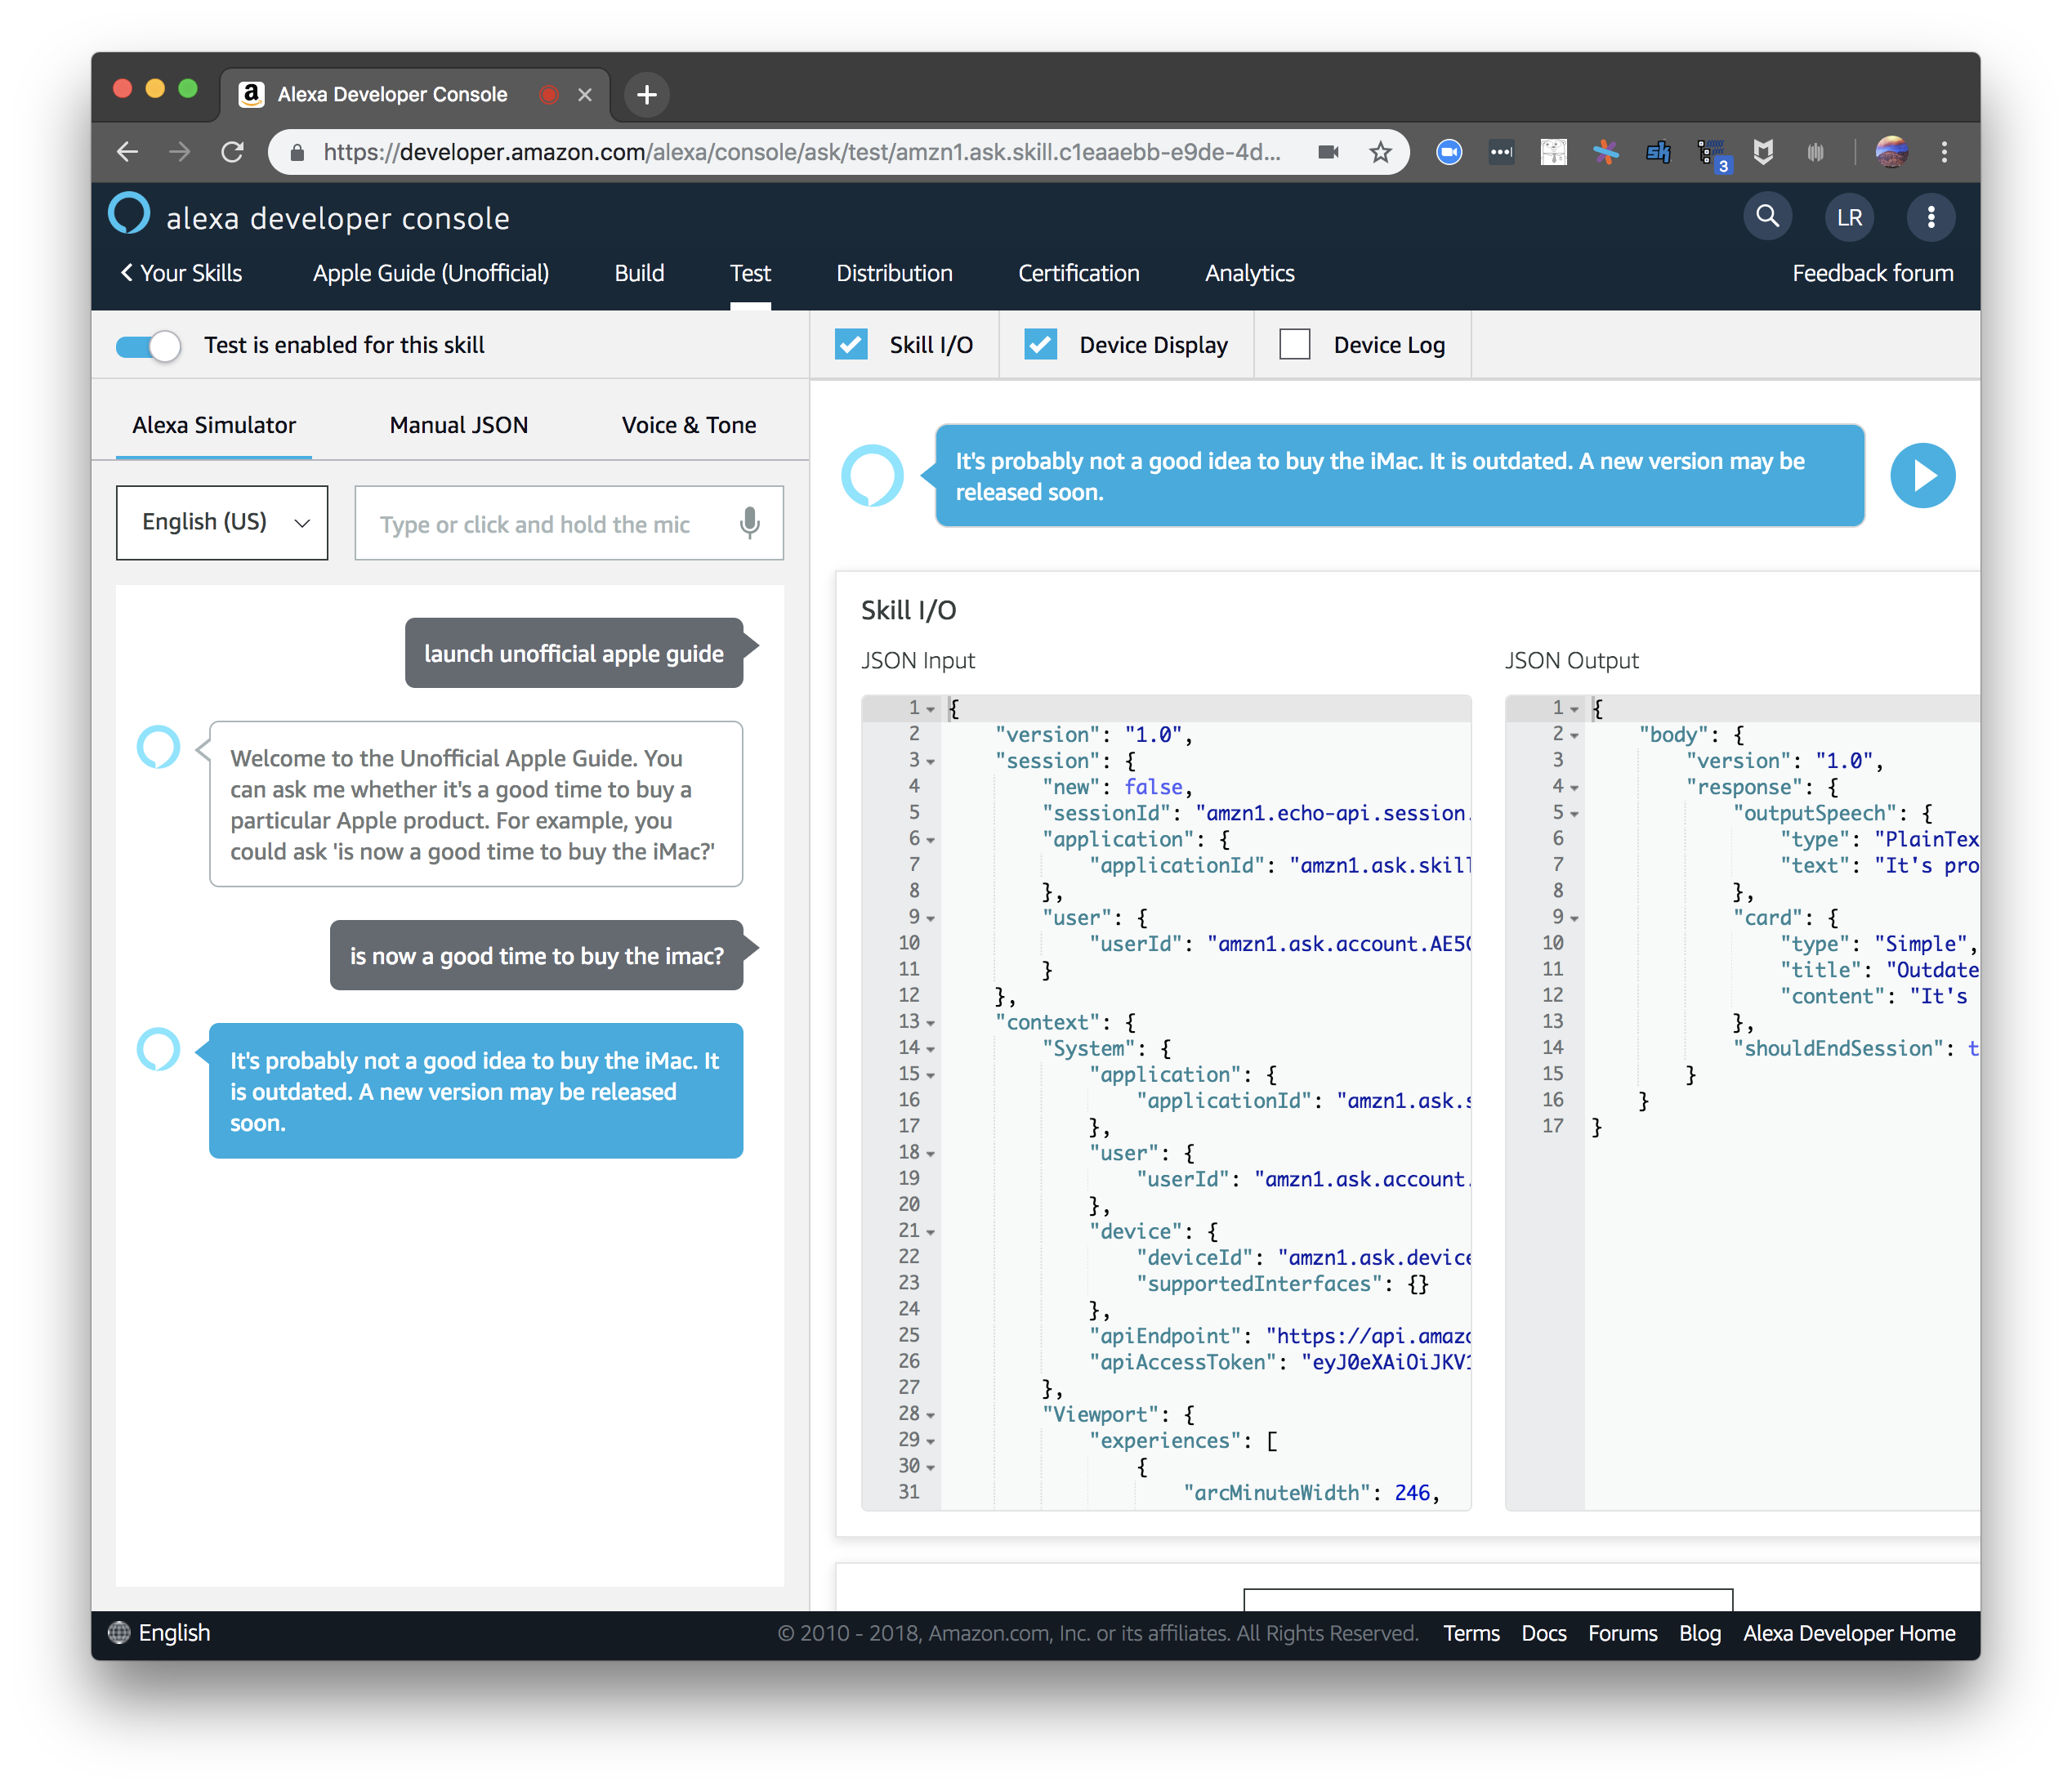 Alexa Developer Console
https://developer.amazon.com/alexa/console/ask/test/amzn1.ask.skill.c1eaaebb-e9de-4d...
sk
3
alexa developer console
LR
Your Skills
Apple Guide (Unofficial)
Build
Test
Distribution
Certification
Analytics
Feedback forum
Test is enabled for this skill
Skill I/O
Device Display
Device Log
Alexa Simulator
Manual JSON
Voice & Tone
English (US)
Type or click and hold the mic
launch unofficial apple guide
Welcome to the Unofficial Apple Guide. You
can ask me whether it's a good time to buy a
particular Apple product. For example, you
could ask 'is now a good time to buy the iMac?'
is now a good time to buy the imac?
It's probably not a good idea to buy the iMac. It
is outdated. A new version may be released
soon.
It's probably not a good idea to buy the iMac. It is outdated. A new version may be
released soon.
Skill I/O
JSON Input
1 {
2 "version": "1.0",
3 "session": {
4 "new": false,
5 "sessionId": "amzn1.echo-api.session.
6 "application": {
7 "applicationId": "amzn1.ask.skill
8 },
9 "user": {
10 "userId": "amzn1.ask.account.AE5
11 }
12 },
13 "context": {
14 "System": {
15 "application": {
16 "applicationId": "amzn1.ask.s
17 },
18 "user": {
19 "userId": "amzn1.ask.account.
20 },
21 "device": {
22 "deviceId": "amzn1.ask.device
23 "supportedInterfaces": {}
24 },
25 "apiEndpoint": "https://api.amazo
26 "apiAccessToken": "eyJ0eXAiOiJKV1
27 },
28 "Viewport": {
29 "experiences": [
30 {
31 "arcMinuteWidth": 246,
JSON Output
1 {
2 "body": {
3 "version": "1.0",
4 "response": {
5 "outputSpeech": {
6 "type": "PlainTex
7 "text": "It's pro
8 },
9 "card": {
10 "type": "Simple",
11 "title": "Outdate
12 "content": "It's
13 },
14 "shouldEndSession": t
15 }
16 }
17 }
English
© 2010 - 2018, Amazon.com, Inc. or its affiliates. All Rights Reserved.
Terms
Docs
Forums
Blog
Alexa Developer Home